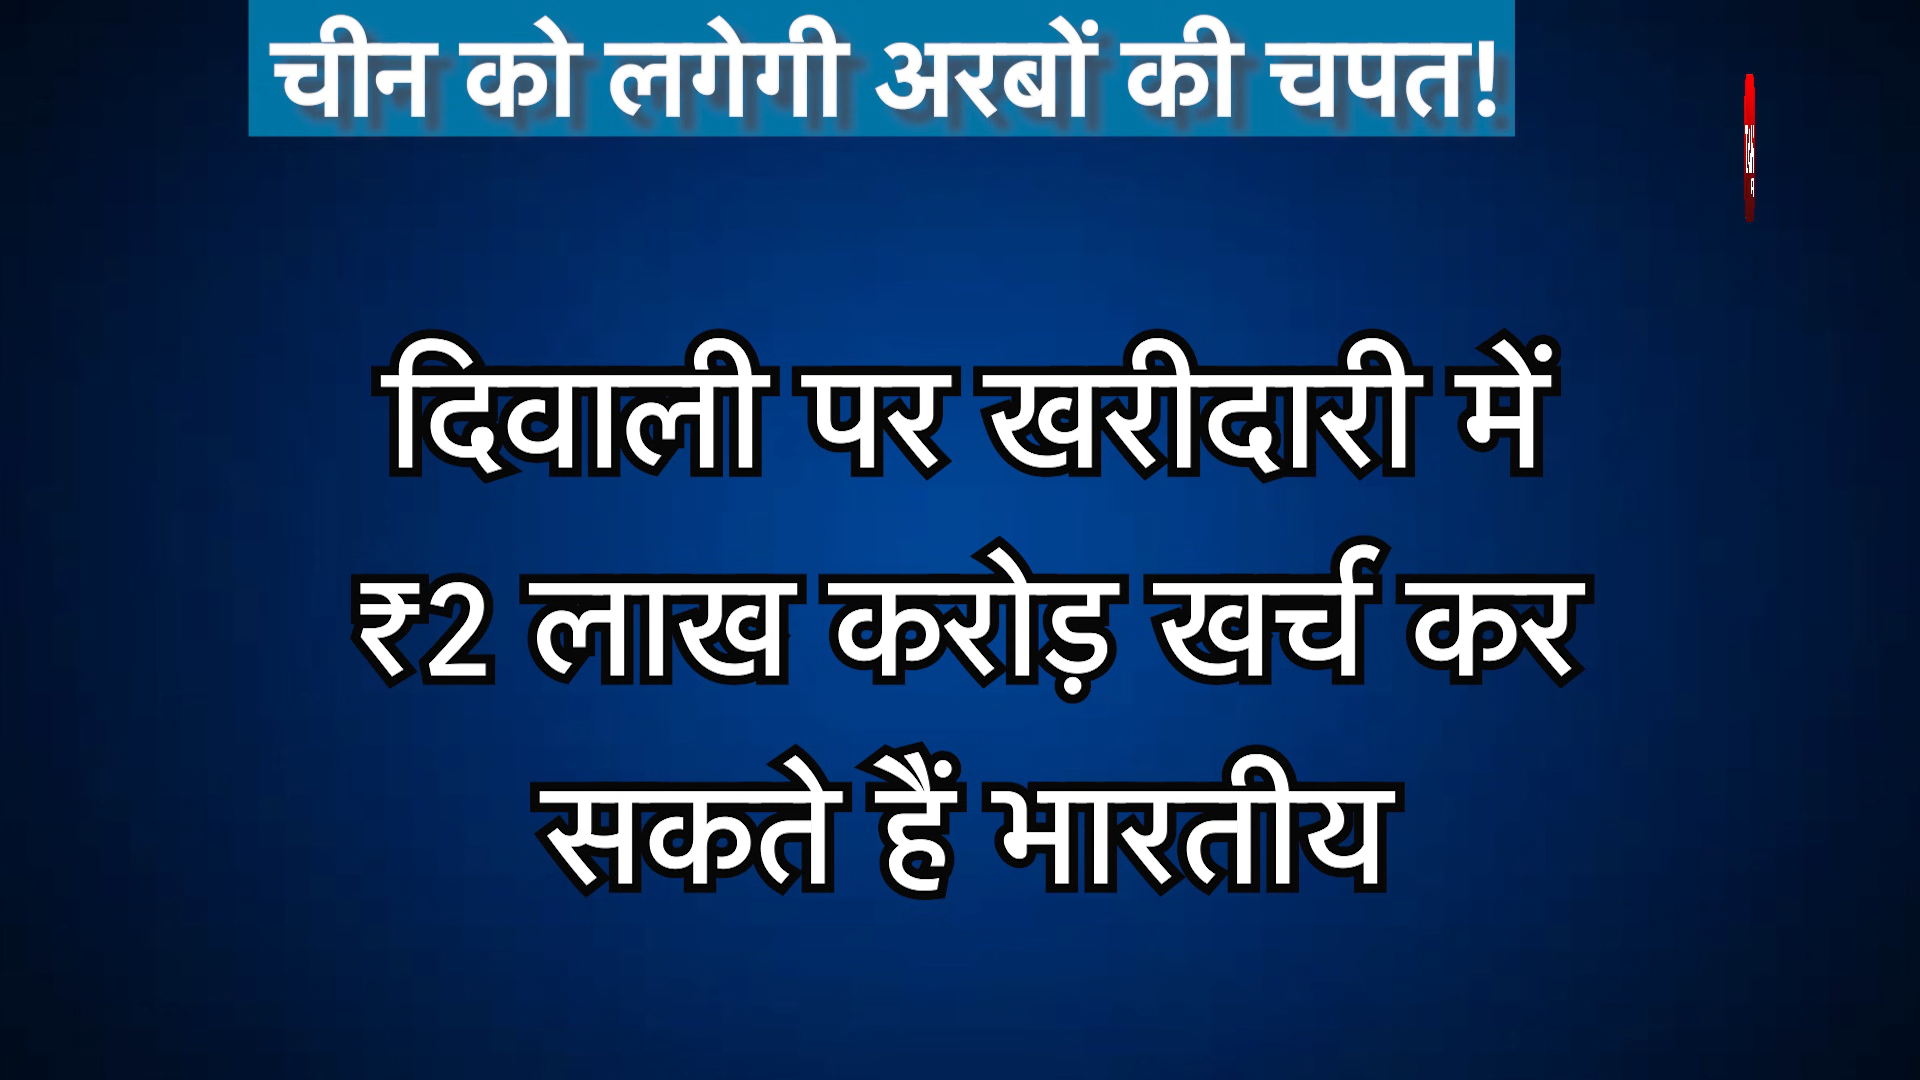 चीन को लगेगी अरबों की चपत!
दिवाली पर खरीदारी में
₹2 लाख करोड़ खर्च कर
सकते हैं भारतीय